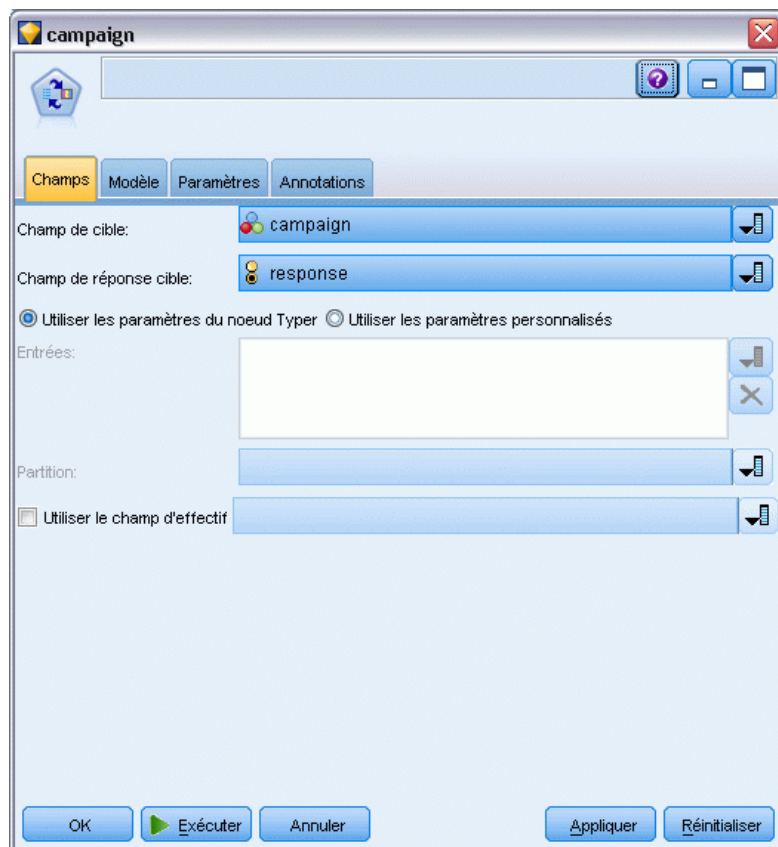 campaign
Champs Modèle Paramètres Annotations
Champ de cible: campaign
Champ de réponse cible: response
Utiliser les paramètres du noeud Typer Utiliser les paramètres personnalisés
Entrées:
Partition:
Utiliser le champ d'effectif
OK Exécuter Annuler Appliquer Réinitialiser